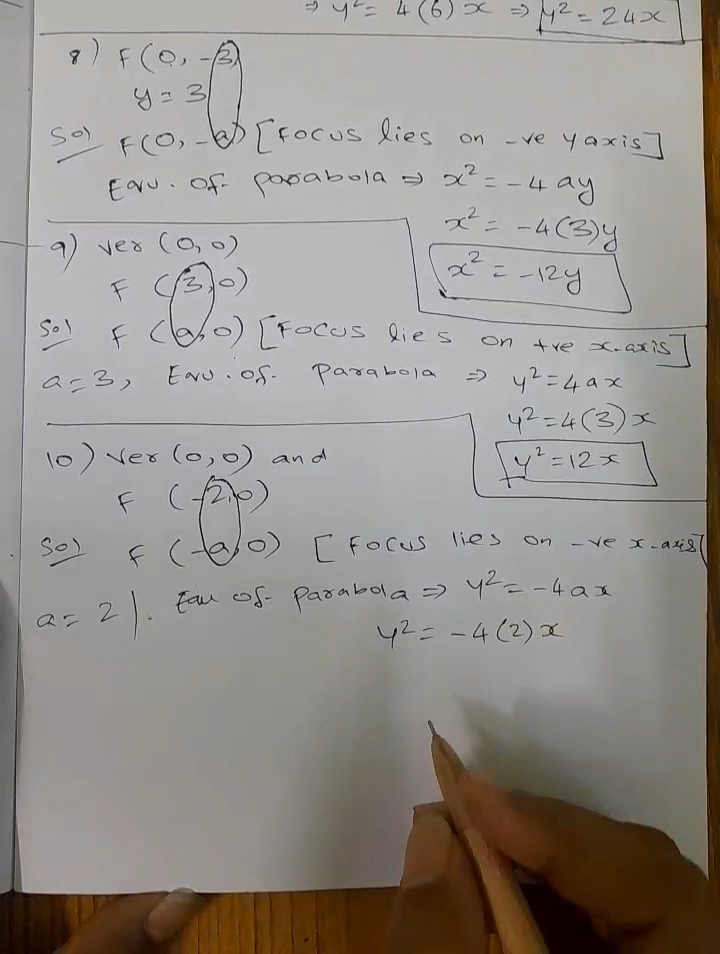 ⇒ y² = 4(6)x ⇒ y² = 24x
8) F(0, -3)
y = 3
Sol F(0, -a) [Focus lies on -ve y axis]
Eqn. of parabola ⇒ x² = -4ay
x² = -4(3)y
x² = -12y
9) Ver (0,0)
F (3,0)
Sol F (a,0) [Focus lies on +ve x-axis]
a=3, Eqn. of. Parabola ⇒ y² = 4ax
y² = 4(3)x
y² = 12x
10) Ver (0,0) and
F (-2,0)
Sol F (-a,0) [Focus lies on -ve x-axis]
a = 2 Eqn of parabola ⇒ y² = -4ax
y² = -4(2)x